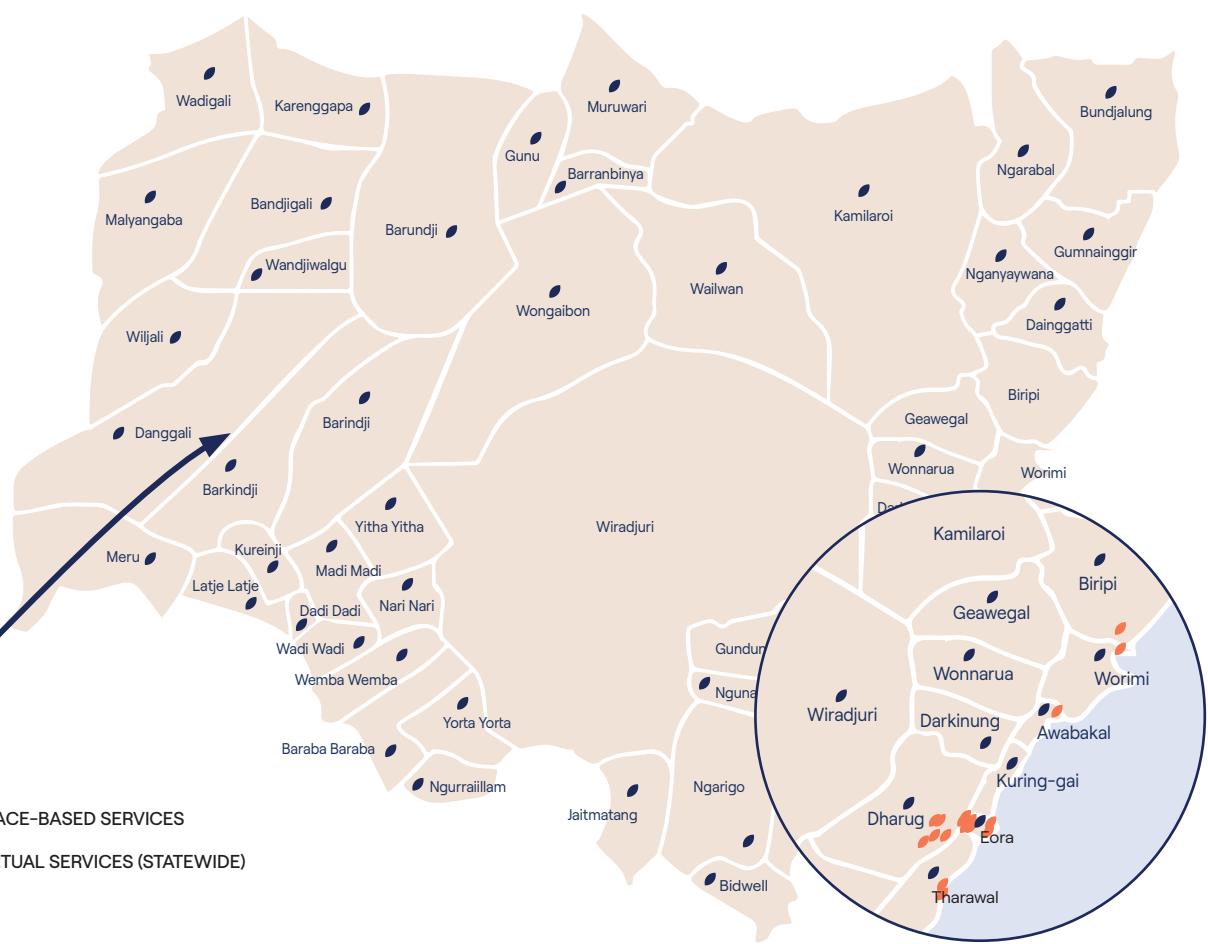 Wadigali
Karenggapa
Muruwari
Bundjalung
Gunu
Barranbinya
Ngarabal
Malyangaba
Bandjigali
Barundji
Kamilaroi
Wandjiwalgu
Gumnainggir
Nganyaywana
Wongaibon
Wailwan
Dainggatti
Wiljali
Biripi
Barindji
Geawegal
Danggali
Wonnarua
Worimi
Barkindji
Yitha Yitha
Wiradjuri
Kureinji
Meru
Madi Madi
Latje Latje
Dadi Dadi
Nari Nari
Wadi Wadi
Gundun
Wemba Wemba
Nguna
Yorta Yorta
Baraba Baraba
Ngurraiillam
Ngarigo
Jaitmatang
Bidwell
Kamilaroi
Biripi
Geawegal
Wonnarua
Worimi
Wiradjuri
Darkinung
Awabakal
Kuring-gai
Dharug
Eora
Tharawal
ACE-BASED SERVICES
TUAL SERVICES (STATEWIDE)